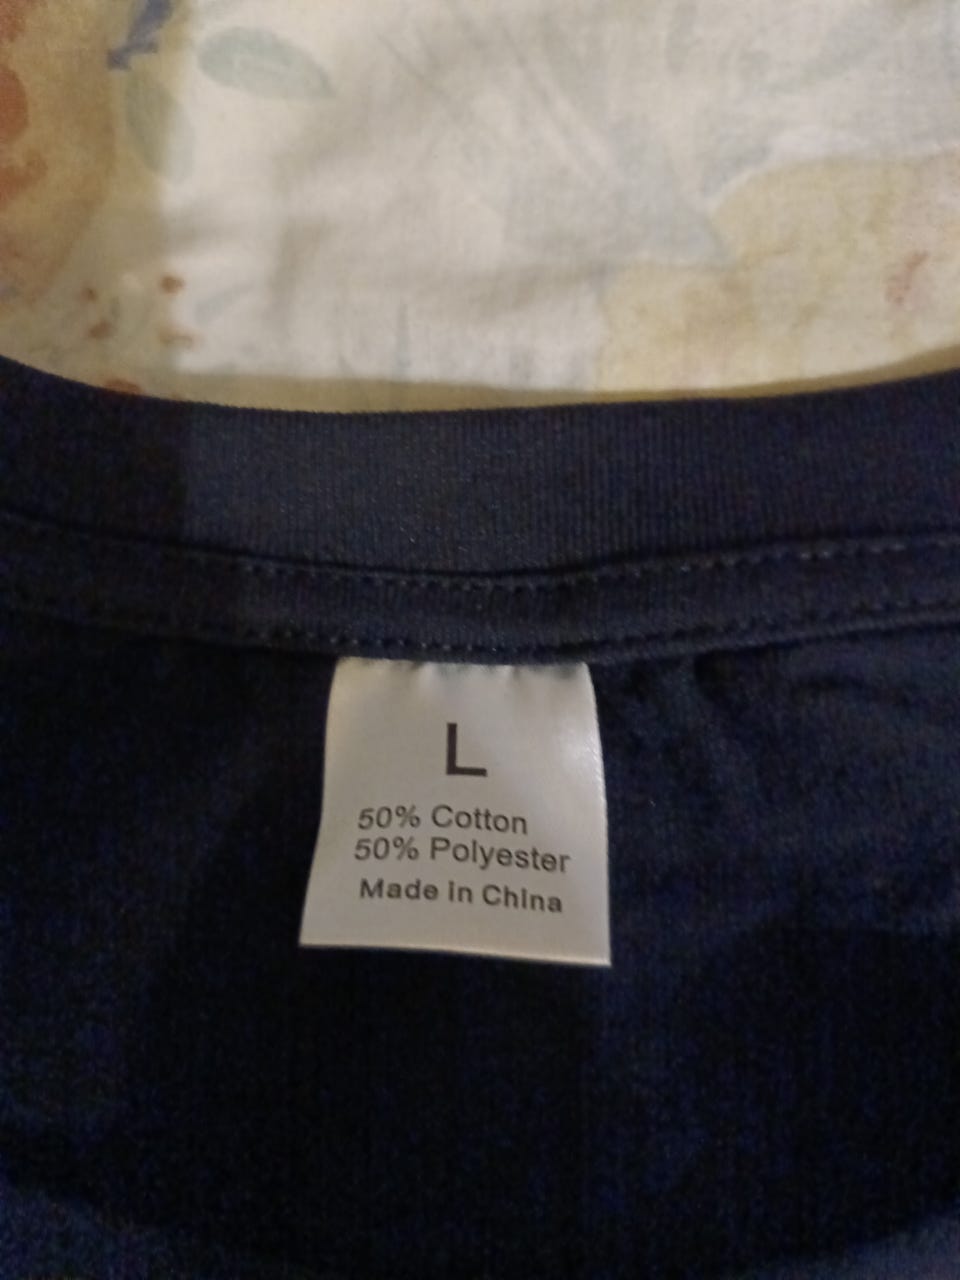 L
50% Cotton
50% Polyester
Made in China